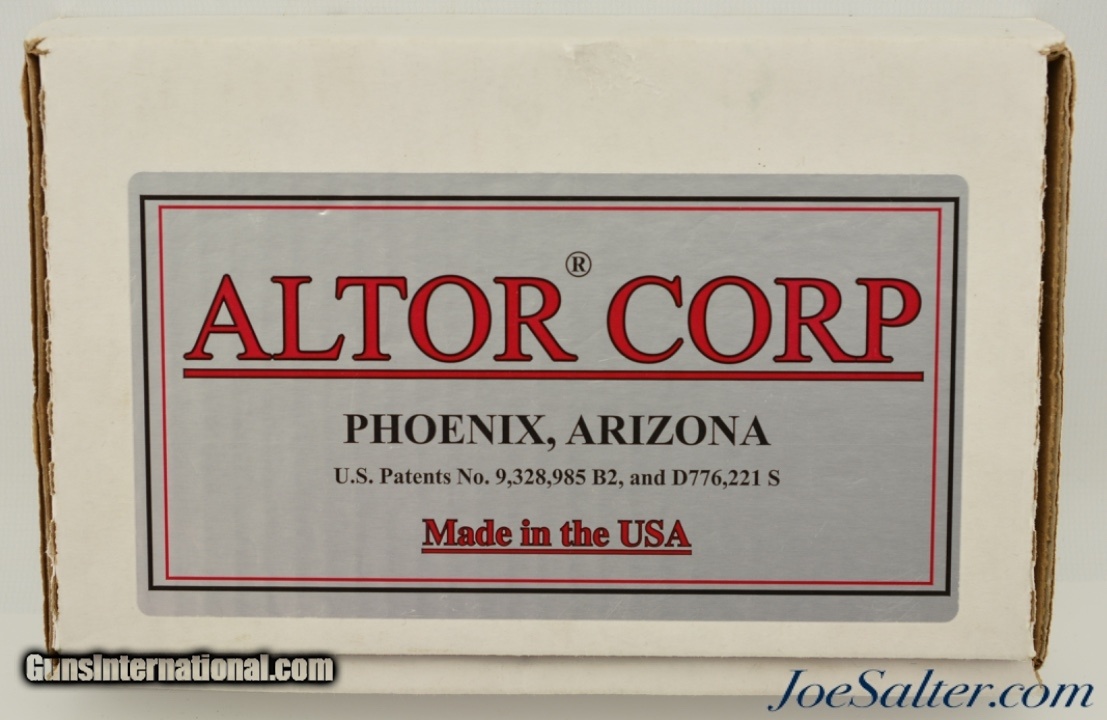 ALTOR® CORP
PHOENIX, ARIZONA
U.S. Patents No. 9,328,985 B2, and D776,221 S
Made in the USA
GunsInternational.com
JoeSalter.com